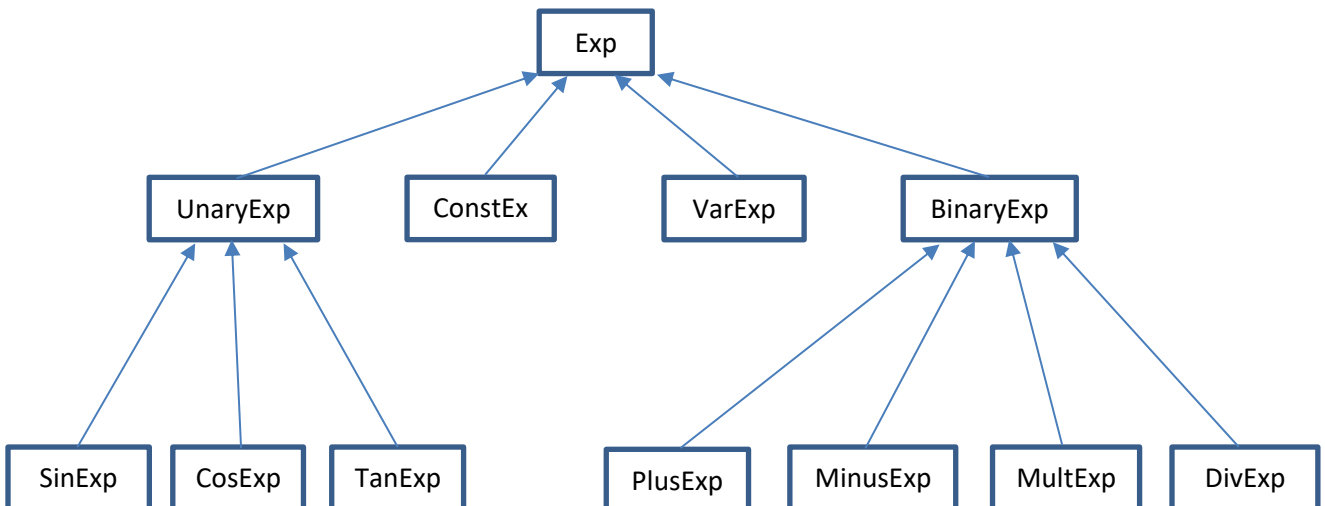 Exp
UnaryExp
ConstEx
VarExp
BinaryExp
SinExp
CosExp
TanExp
PlusExp
MinusExp
MultExp
DivExp